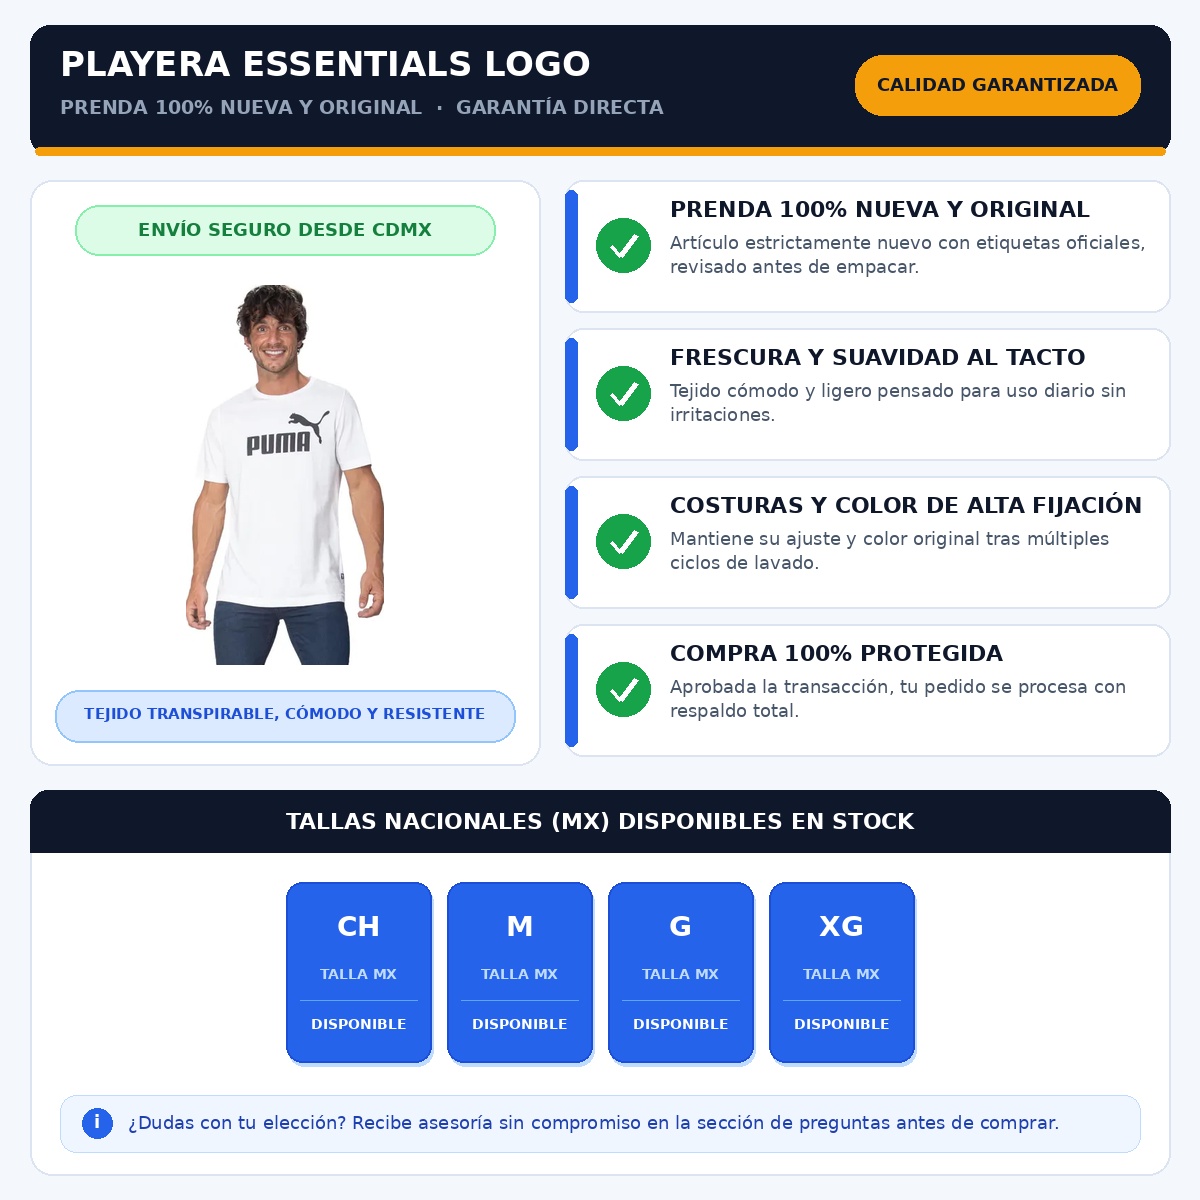 PLAYERA ESSENTIALS LOGO
PRENDA 100% NUEVA Y ORIGINAL · GARANTÍA DIRECTA
CALIDAD GARANTIZADA
ENVÍO SEGURO DESDE CDMX
PUMA
TEJIDO TRANSPIRABLE, CÓMODO Y RESISTENTE
PRENDA 100% NUEVA Y ORIGINAL
Artículo estrictamente nuevo con etiquetas oficiales,
revisado antes de empacar.
FRESCURA Y SUAVIDAD AL TACTO
Tejido cómodo y ligero pensado para uso diario sin
irritaciones.
COSTURAS Y COLOR DE ALTA FIJACIÓN
Mantiene su ajuste y color original tras múltiples
ciclos de lavado.
COMPRA 100% PROTEGIDA
Aprobada la transacción, tu pedido se procesa con
respaldo total.
TALLAS NACIONALES (MX) DISPONIBLES EN STOCK
CH
TALLA MX
DISPONIBLE
M
TALLA MX
DISPONIBLE
G
TALLA MX
DISPONIBLE
XG
TALLA MX
DISPONIBLE
i ¿Dudas con tu elección? Recibe asesoría sin compromiso en la sección de preguntas antes de comprar.